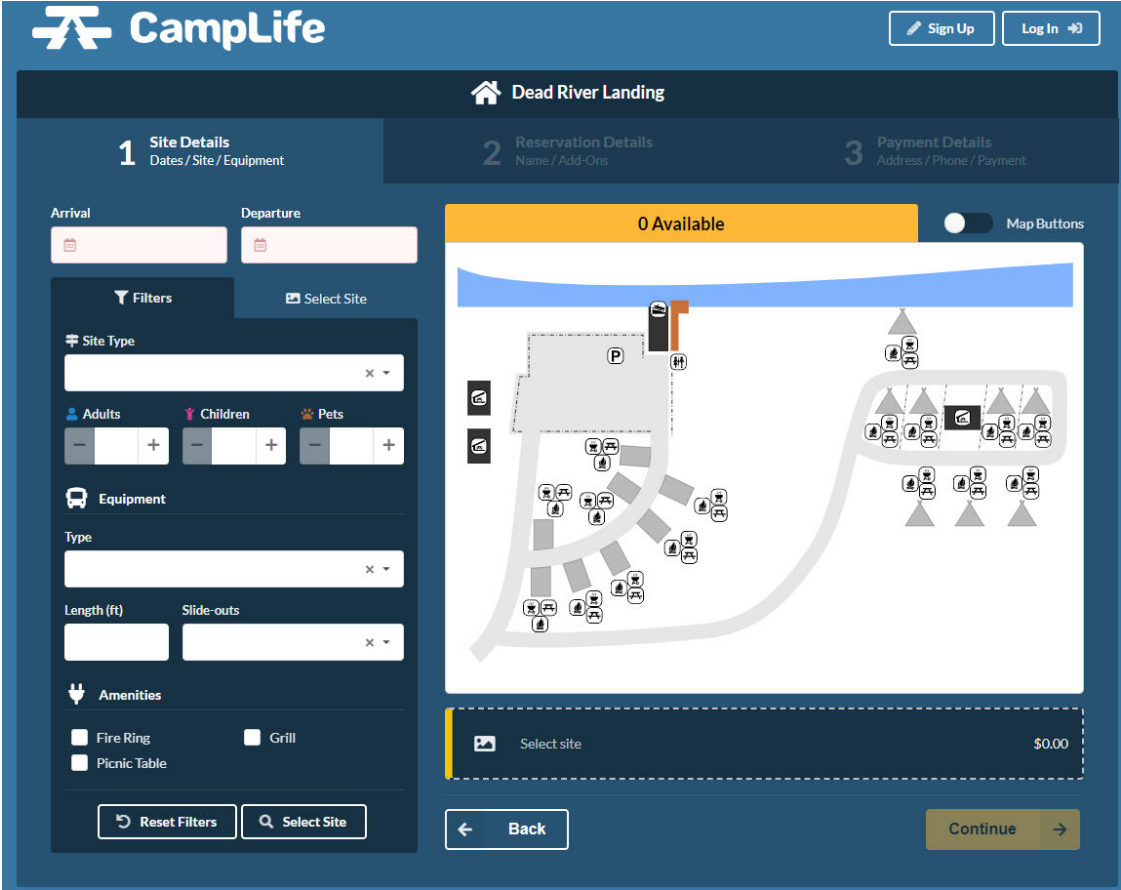 CampLife
Sign Up
Log In
Dead River Landing
1 Site Details
Dates / Site / Equipment
2 Reservation Details
Name / Add-Ons
3 Payment Details
Address / Phone / Payment
Arrival
Departure
0 Available
Map Buttons
Filters
Select Site
Site Type
×
Adults
Children
Pets
− +
− +
− +
Equipment
Type
×
Length (ft)
Slide-outs
×
Amenities
Fire Ring
Grill
Picnic Table
Reset Filters
Select Site
P
Select site
$0.00
Back
Continue